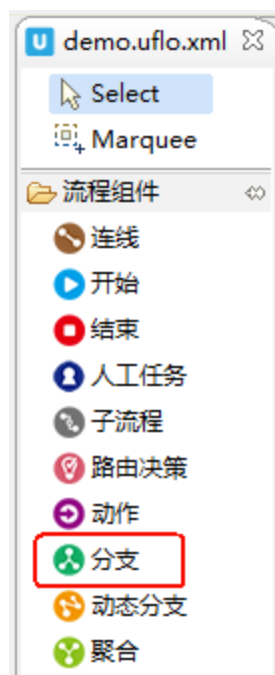 demo.uflo.xml
Select
Marquee
流程组件
连线
开始
结束
人工任务
子流程
路由决策
动作
分支
动态分支
聚合